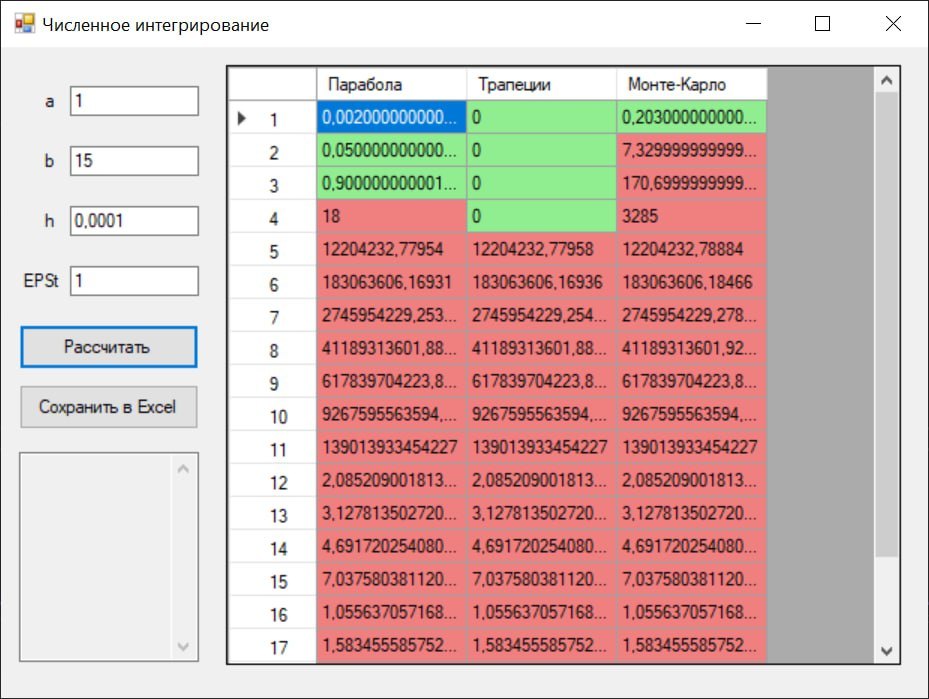 Численное интегрирование
a 1
b 15
h 0,0001
EPSt 1
Рассчитать
Сохранить в Excel
Парабола Трапеции Монте-Карло
1 0,002000000000... 0 0,203000000000...
2 0,050000000000... 0 7,329999999999...
3 0,900000000001... 0 170,6999999999...
4 18 0 3285
5 12204232,77954 12204232,77958 12204232,78884
6 183063606,16931 183063606,16936 183063606,18466
7 2745954229,253... 2745954229,254... 2745954229,278...
8 41189313601,88... 41189313601,88... 41189313601,92...
9 617839704223,8... 617839704223,8... 617839704223,8...
10 9267595563594,... 9267595563594,... 9267595563594,...
11 139013933454227 139013933454227 139013933454227
12 2,085209001813... 2,085209001813... 2,085209001813...
13 3,127813502720... 3,127813502720... 3,127813502720...
14 4,691720254080... 4,691720254080... 4,691720254080...
15 7,037580381120... 7,037580381120... 7,037580381120...
16 1,055637057168... 1,055637057168... 1,055637057168...
17 1,583455585752... 1,583455585752... 1,583455585752...